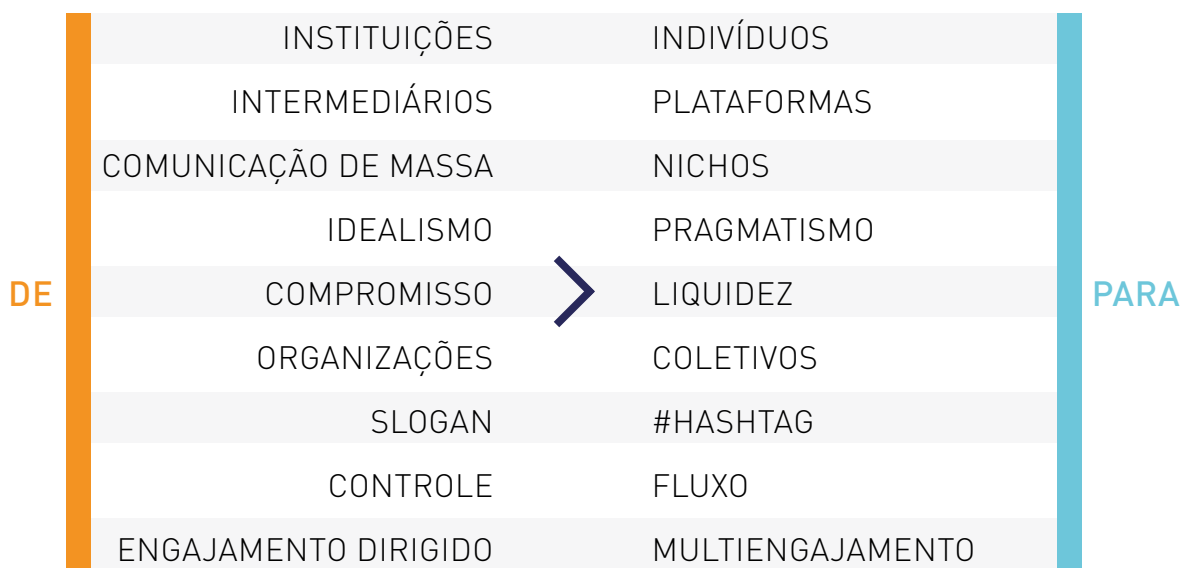 INSTITUIÇÕES INDIVÍDUOS
INTERMEDIÁRIOS PLATAFORMAS
COMUNICAÇÃO DE MASSA NICHOS
IDEALISMO PRAGMATISMO
DE COMPROMISSO > LIQUIDEZ PARA
ORGANIZAÇÕES COLETIVOS
SLOGAN #HASHTAG
CONTROLE FLUXO
ENGAJAMENTO DIRIGIDO MULTIENGAJAMENTO